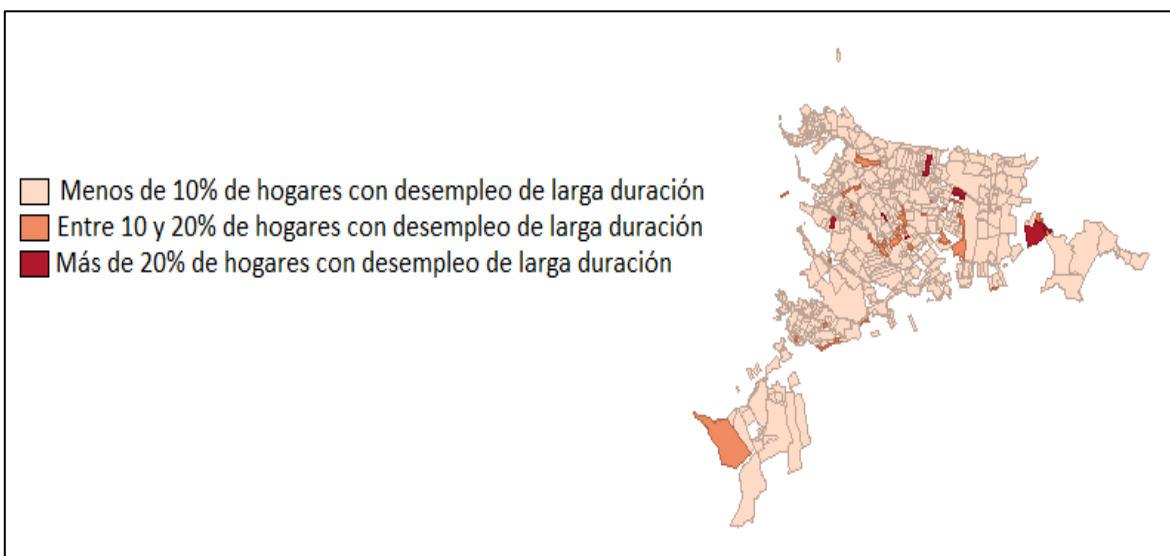 Menos de 10% de hogares con desempleo de larga duración
Entre 10 y 20% de hogares con desempleo de larga duración
Más de 20% de hogares con desempleo de larga duración